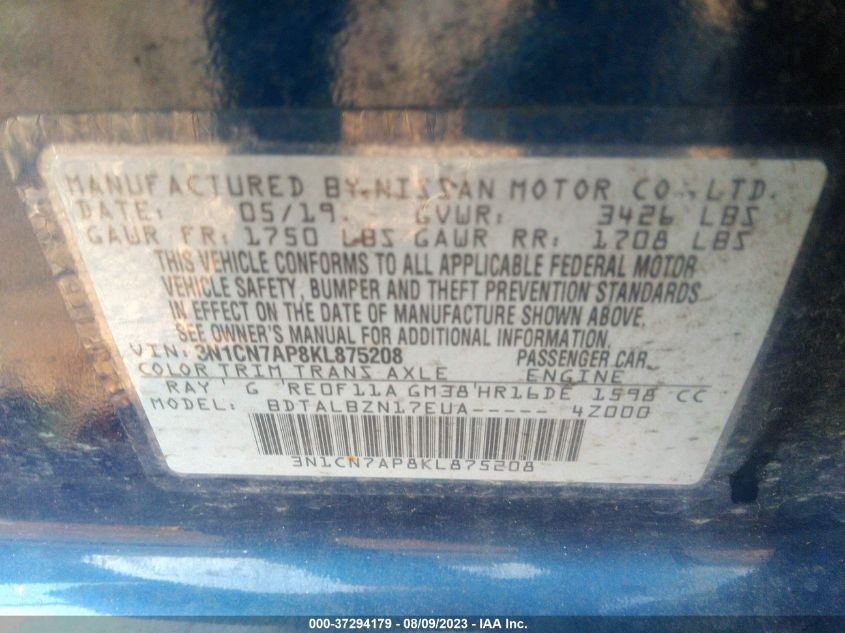 MANUFACTURED BY NISSAN MOTOR CO., LTD.
DATE: 05/19 GVWR: 3426 LBS
GAWR FR: 1750 LBS GAWR RR: 1708 LBS
THIS VEHICLE CONFORMS TO ALL APPLICABLE FEDERAL MOTOR
VEHICLE SAFETY, BUMPER AND THEFT PREVENTION STANDARDS
IN EFFECT ON THE DATE OF MANUFACTURE SHOWN ABOVE.
SEE OWNER'S MANUAL FOR ADDITIONAL INFORMATION.
VIN: 3N1CN7AP8KL875208 PASSENGER CAR
COLOR TRIM TRANS AXLE ENGINE
RAY G RE0F11A GM38 HR16DE 1598 CC
MODEL: BDTALBZN17EUA----- 4Z000
3N1CN7AP8KL875208
000-37294179 - 08/09/2023 - IAA Inc.